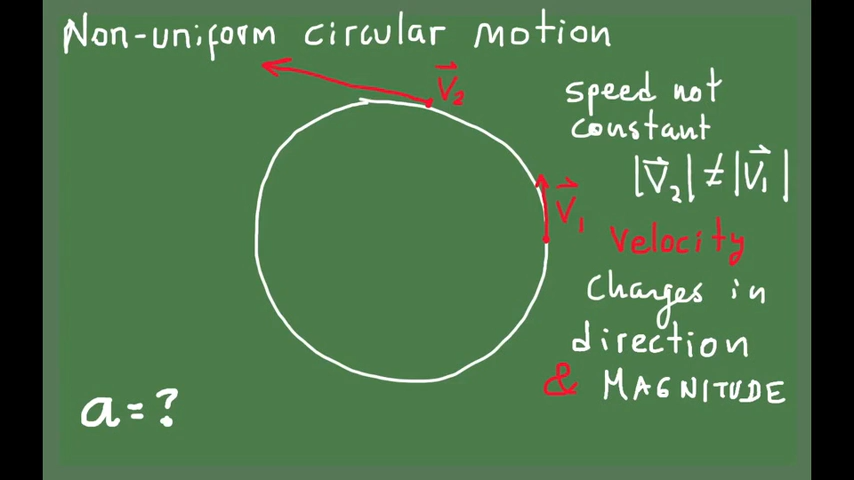 Non-uniform circular motion
V⃗₂
speed not
constant
|V⃗₂| ≠ |V⃗₁|
V⃗₁
Velocity
Changes in
direction
& MAGNITUDE
a = ?